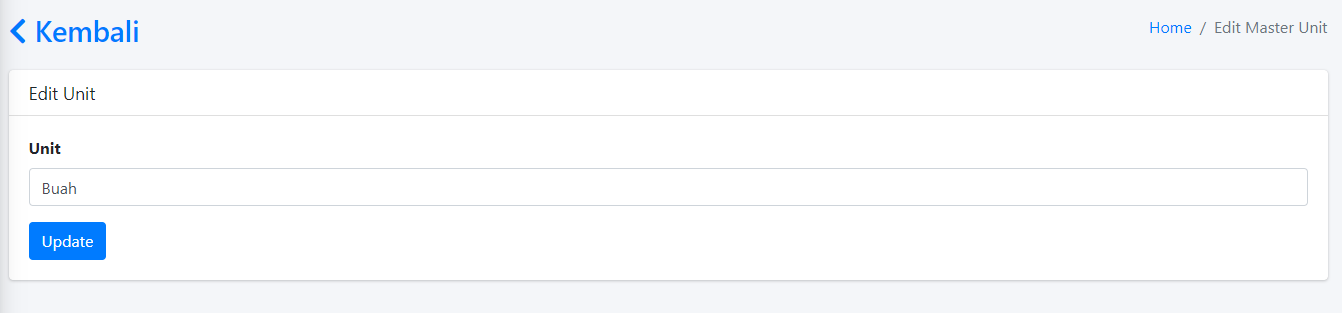 Kembali
Home / Edit Master Unit
Edit Unit
Unit
Buah
Update